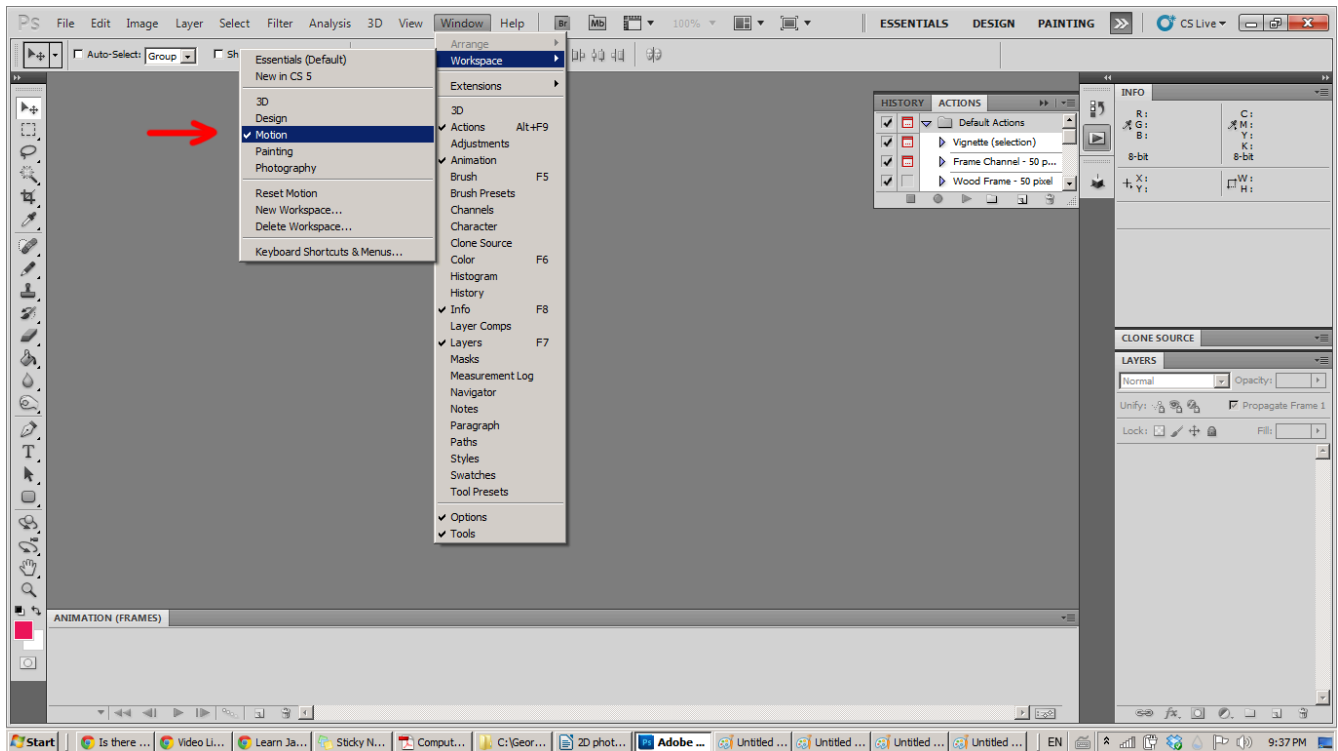 Ps File Edit Image Layer Select Filter Analysis 3D View Window Help Br Mb 100% ESSENTIALS DESIGN PAINTING CS Live
Auto-Select: Group Sh
Essentials (Default)
New in CS 5
3D
Design
Motion
Painting
Photography
Reset Motion
New Workspace...
Delete Workspace...
Keyboard Shortcuts & Menus...
Arrange
Workspace
Extensions
3D
Actions Alt+F9
Adjustments
Animation
Brush F5
Brush Presets
Channels
Character
Clone Source
Color F6
Histogram
History
Info F8
Layer Comps
Layers F7
Masks
Measurement Log
Navigator
Notes
Paragraph
Paths
Styles
Swatches
Tool Presets
Options
Tools
HISTORY ACTIONS
Default Actions
Vignette (selection)
Frame Channel - 50 p...
Wood Frame - 50 pixel
INFO
R: C:
G: M:
B: Y:
K:
8-bit 8-bit
X: W:
Y: H:
CLONE SOURCE
LAYERS
Normal Opacity:
Unify: Propagate Frame 1
Lock: Fill:
ANIMATION (FRAMES)
Start Is there ... Video Li... Learn Ja... Sticky N... Comput... C:\Geor... 2D phot... Ps Adobe ... Untitled ... Untitled ... Untitled ... Untitled ... EN 9:37 PM